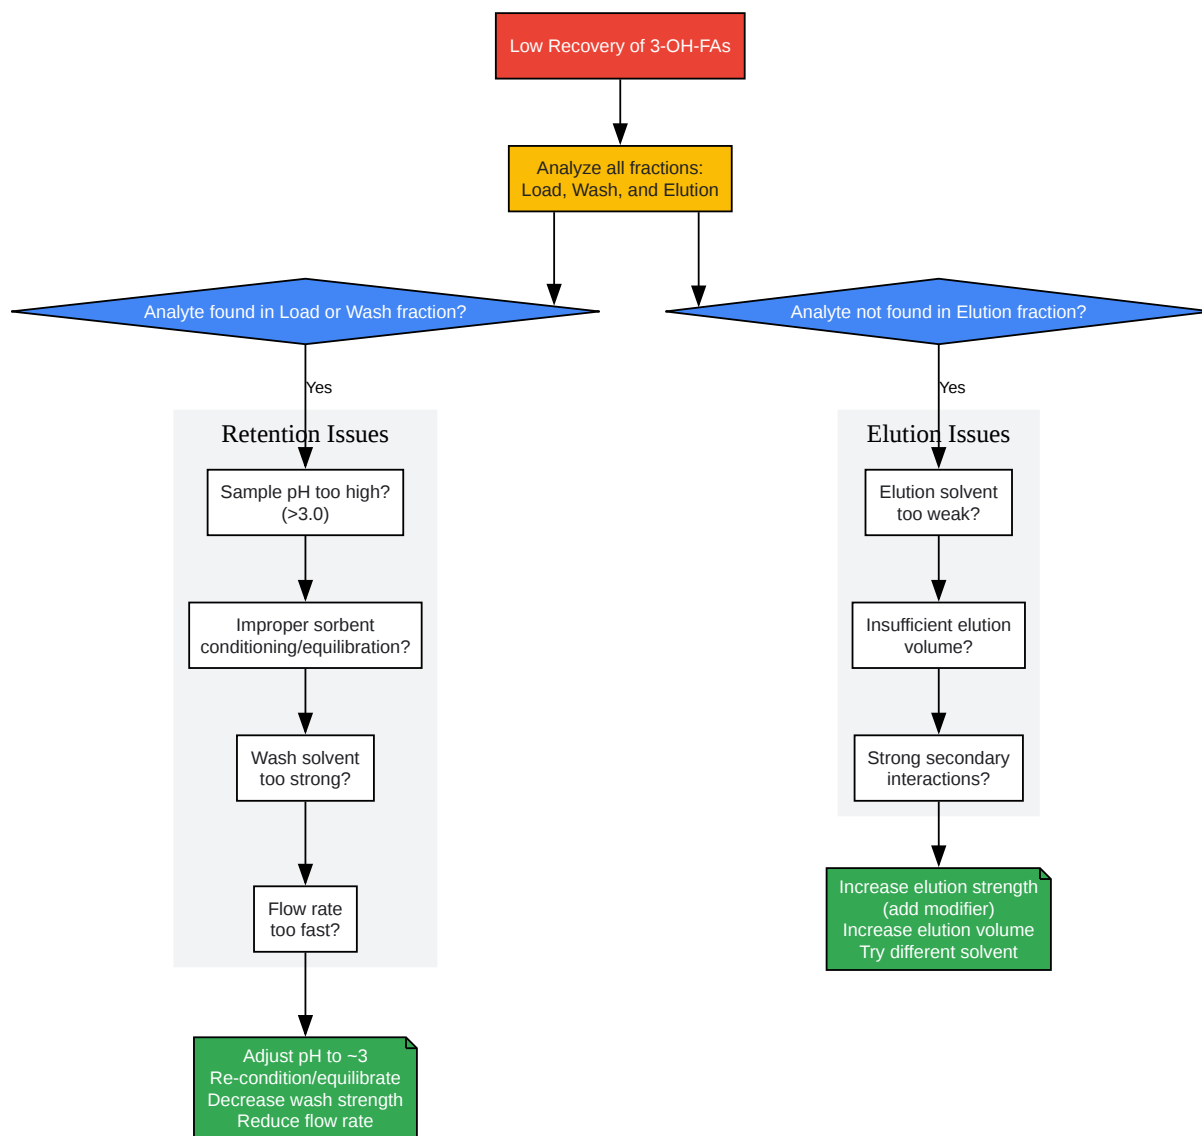 Low Recovery of 3-OH-FAs
Analyze all fractions:
Load, Wash, and Elution
Analyte found in Load or Wash fraction?
Analyte not found in Elution fraction?
Yes
Yes
Retention Issues
Elution Issues
Sample pH too high?
(>3.0)
Elution solvent
too weak?
Improper sorbent
conditioning/equilibration?
Insufficient elution
volume?
Wash solvent
too strong?
Strong secondary
interactions?
Flow rate
too fast?
Increase elution strength
(add modifier)
Increase elution volume
Try different solvent
Adjust pH to ~3
Re-condition/equilibrate
Decrease wash strength
Reduce flow rate